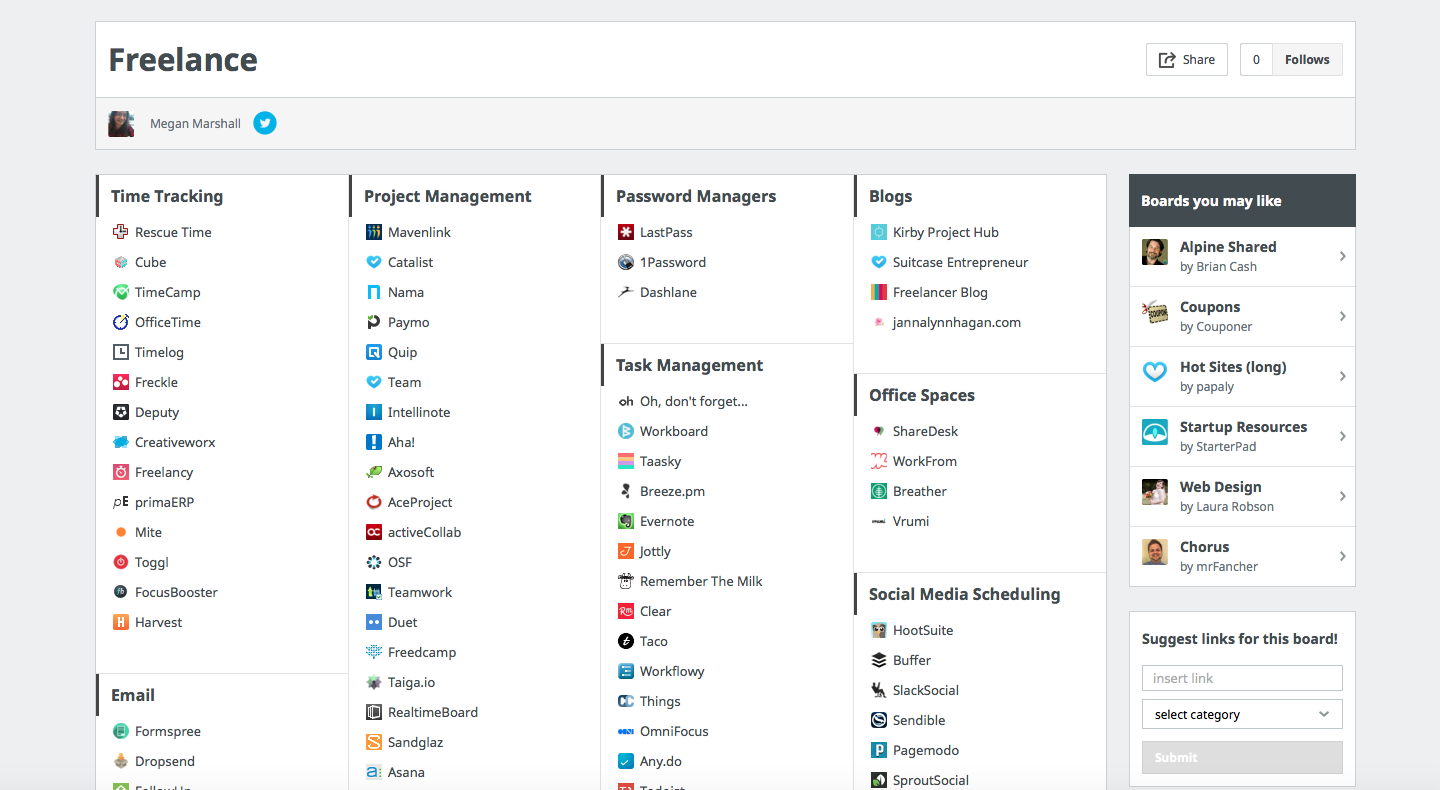 Freelance
Share
0
Follows
Megan Marshall
Time Tracking
Rescue Time
Cube
TimeCamp
OfficeTime
Timelog
Freckle
Deputy
Creativeworx
Freelancy
primaERP
Mite
Toggl
FocusBooster
Harvest
Email
Formspree
Dropsend
Project Management
Mavenlink
Catalist
Nama
Paymo
Quip
Team
Intellinote
Aha!
Axosoft
AceProject
activeCollab
OSF
Teamwork
Duet
Freedcamp
Taiga.io
RealtimeBoard
Sandglaz
Asana
Password Managers
LastPass
1Password
Dashlane
Task Management
Oh, don't forget...
Workboard
Taasky
Breeze.pm
Evernote
Jottly
Remember The Milk
Clear
Taco
Workflowy
Things
OmniFocus
Any.do
Blogs
Kirby Project Hub
Suitcase Entrepreneur
Freelancer Blog
jannalynnhagan.com
Office Spaces
ShareDesk
WorkFrom
Breather
Vrumi
Social Media Scheduling
HootSuite
Buffer
SlackSocial
Sendible
Pagemodo
SproutSocial
Boards you may like
Alpine Shared
by Brian Cash
Coupons
by Couponer
Hot Sites (long)
by papaly
Startup Resources
by StarterPad
Web Design
by Laura Robson
Chorus
by mrFancher
Suggest links for this board!
insert link
select category
Submit